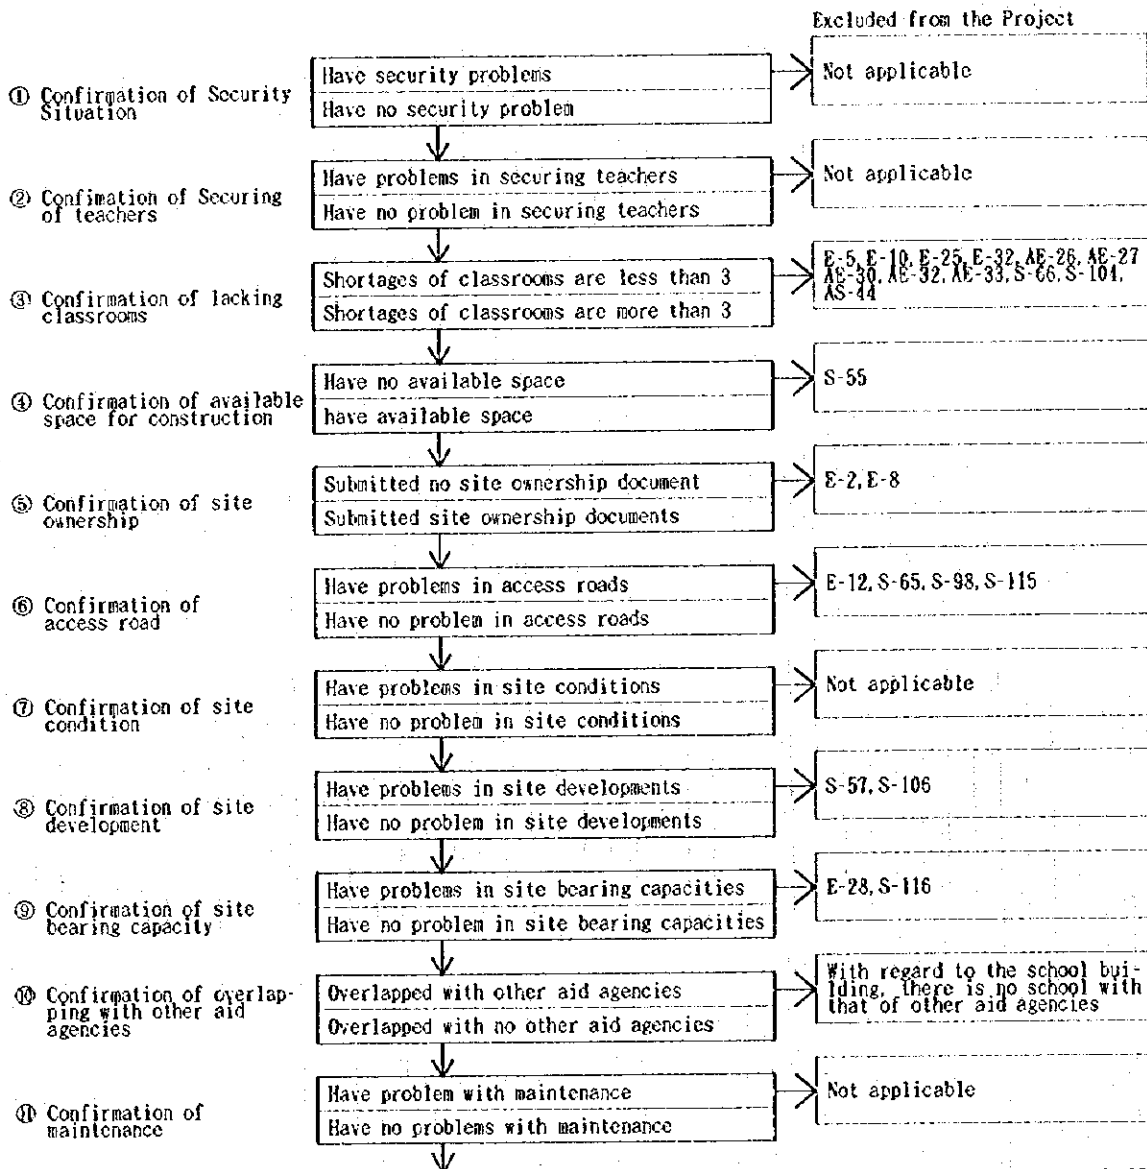 Excluded from the Project
① Confirmation of Security
Situation
Have security problems
Have no security problem
Not applicable
② Confimation of Securing
of teachers
Have problems in securing teachers
Have no problem in securing teachers
Not applicable
③ Confirmation of lacking
classrooms
Shortages of classrooms are less than 3
Shortages of classrooms are more than 3
E-5, E-10, E-25, E-32, AE-26, AE-27
AE-30, AE-32, AE-33, S-66, S-104,
AS-44
④ Confirmation of available
space for construction
Have no available space
have available space
S-55
⑤ Confirmation of site
ownership
Submitted no site ownership document
Submitted site ownership documents
E-2, E-8
⑥ Confirmation of
access road
Have problems in access roads
Have no problem in access roads
E-12, S-65, S-98, S-115
⑦ Confirmation of site
condition
Have problems in site conditions
Have no problem in site conditions
Not applicable
⑧ Confirmation of site
development
Have problems in site developments
Have no problem in site developments
S-57, S-106
⑨ Confirmation of site
bearing capacity
Have problems in site bearing capacities
Have no problem in site bearing capacities
E-28, S-116
⑩ Confirmation of overlap-
ping with other aid
agencies
Overlapped with other aid agencies
Overlapped with no other aid agencies
With regard to the school bui-
lding, there is no school with
that of other aid agencies
⑪ Confirmation of
maintenance
Have problem with maintenance
Have no problems with maintenance
Not applicable